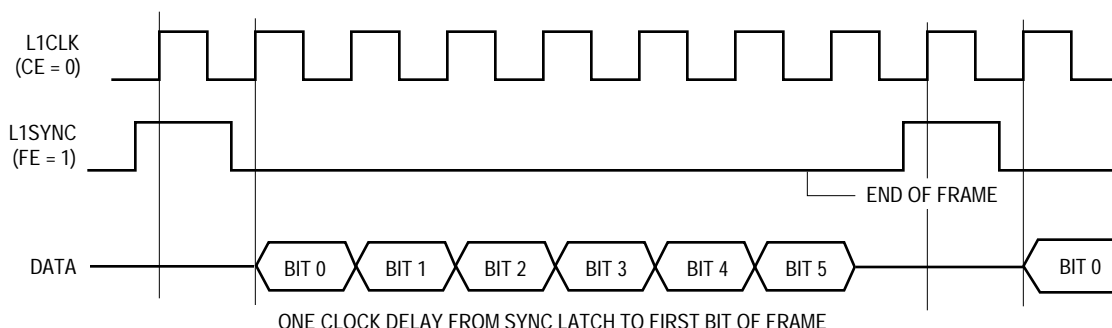 L1CLK
(CE = 0)
L1SYNC
(FE = 1)
END OF FRAME
DATA
BIT 0
BIT 1
BIT 2
BIT 3
BIT 4
BIT 5
BIT 0
ONE CLOCK DELAY FROM SYNC LATCH TO FIRST BIT OF FRAME